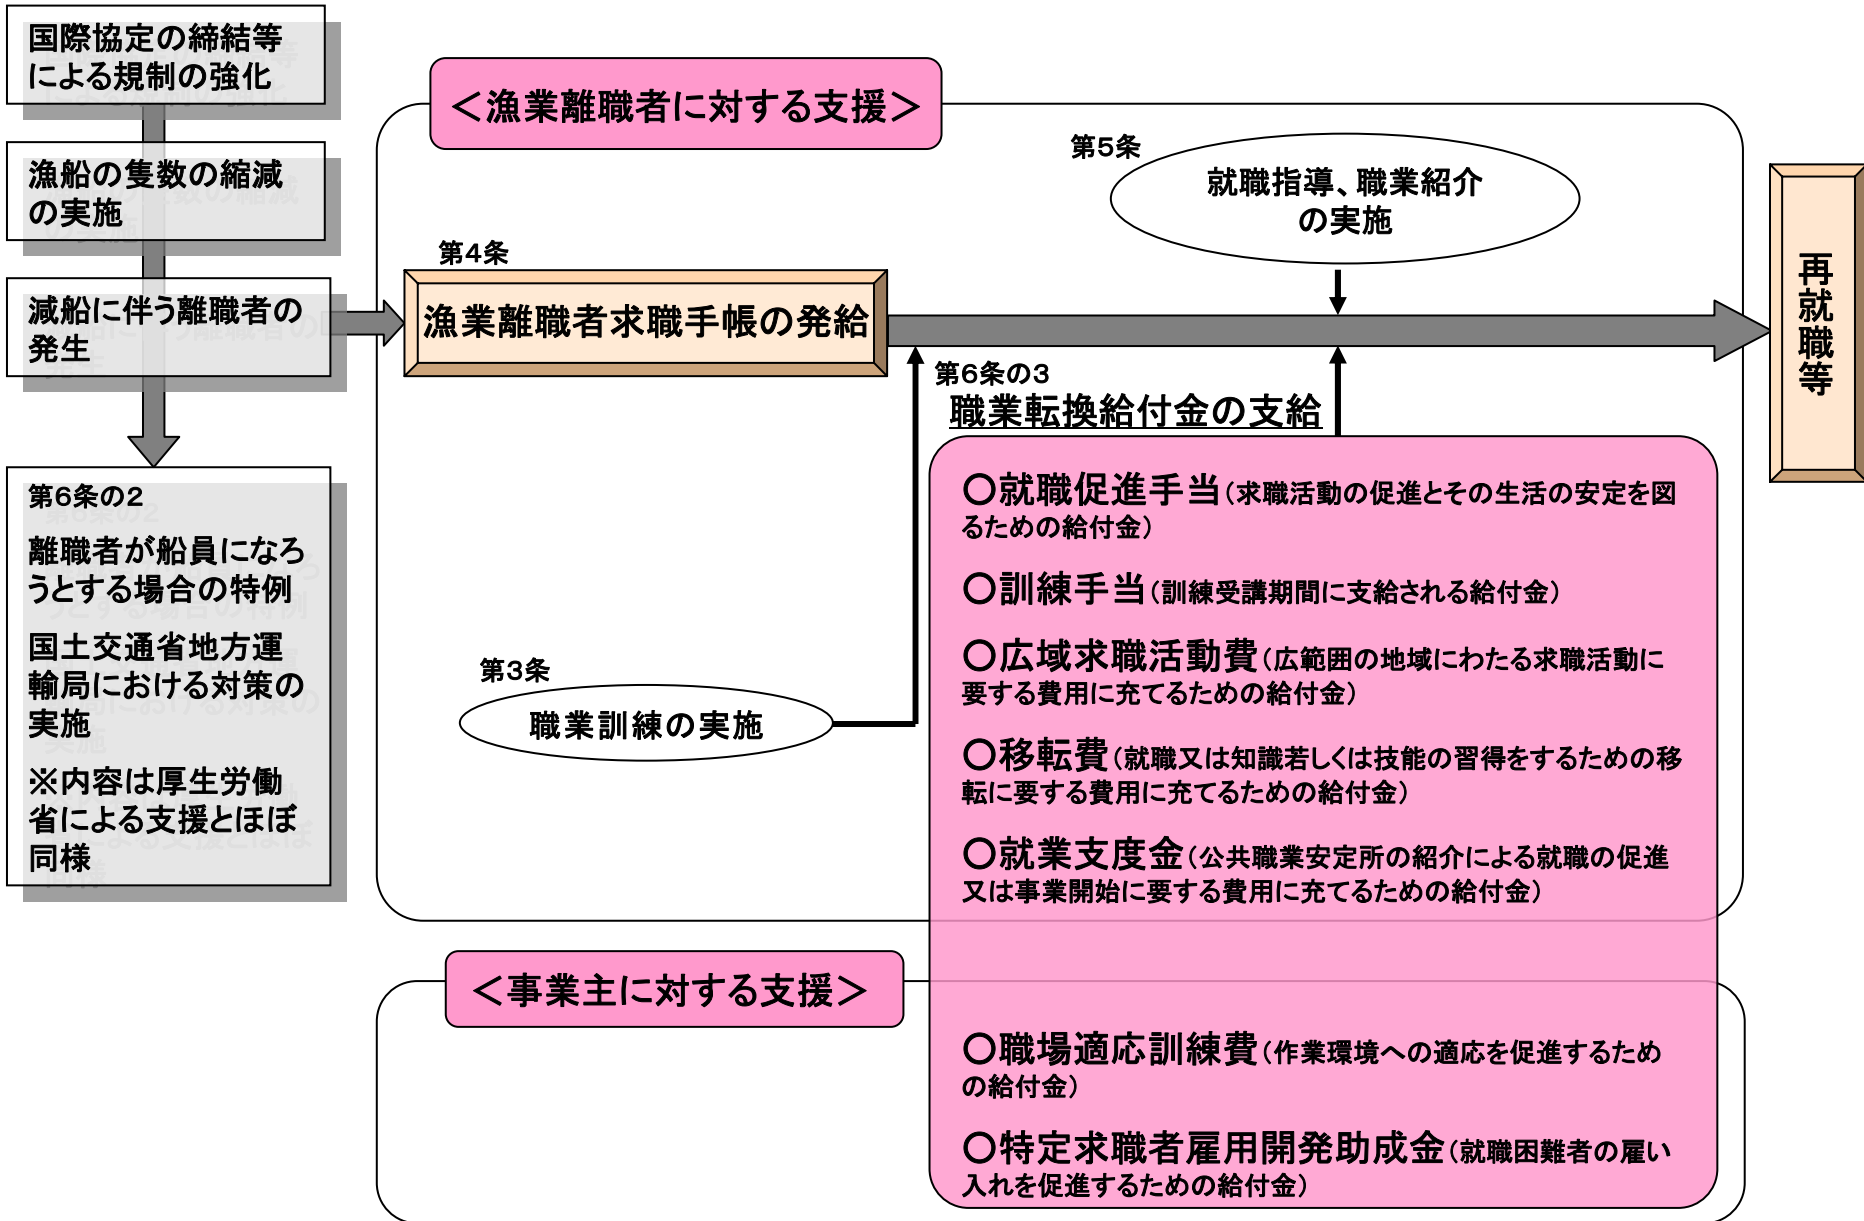 国際協定の締結等
による規制の強化
漁船の隻数の縮減
の実施
減船に伴う離職者の
発生
第6条の2
離職者が船員になろ
うとする場合の特例
国土交通省地方運
輸局における対策の
実施
※内容は厚生労働
省による支援とほぼ
同様
＜漁業離職者に対する支援＞
第5条
就職指導、職業紹介
の実施
第4条
漁業離職者求職手帳の発給
再就職等
第6条の3
職業転換給付金の支給
第3条
職業訓練の実施
○就職促進手当（求職活動の促進とその生活の安定を図
るための給付金）
○訓練手当（訓練受講期間に支給される給付金）
○広域求職活動費（広範囲の地域にわたる求職活動に
要する費用に充てるための給付金）
○移転費（就職又は知識若しくは技能の習得をするための移
転に要する費用に充てるための給付金）
○就業支度金（公共職業安定所の紹介による就職の促進
又は事業開始に要する費用に充てるための給付金）
＜事業主に対する支援＞
○職場適応訓練費（作業環境への適応を促進するため
の給付金）
○特定求職者雇用開発助成金（就職困難者の雇い
入れを促進するための給付金）